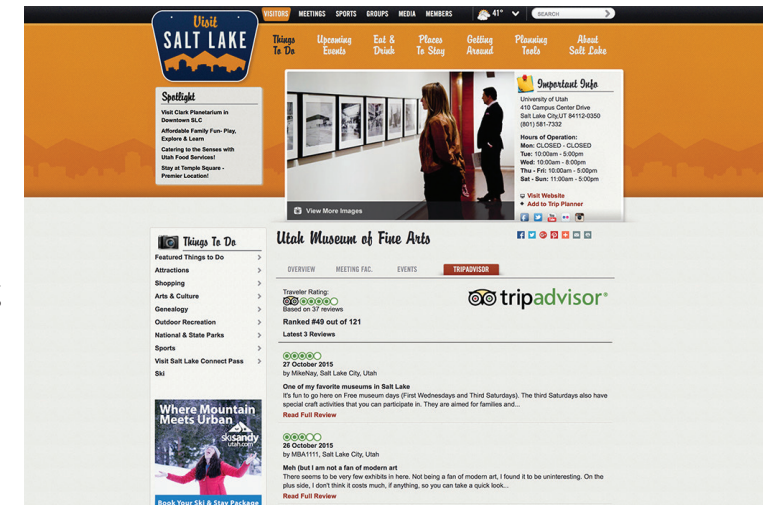 VISITORS MEETINGS SPORTS GROUPS MEDIA MEMBERS 41° SEARCH
Visit
SALT LAKE
Things
To Do
Upcoming
Events
Eat &
Drink
Places
To Stay
Getting
Around
Planning
Tools
About
Salt Lake
Spotlight
Visit Clark Planetarium in
Downtown SLC
Affordable Family Fun- Play,
Explore & Learn
Catering to the Senses with
Utah Food Services!
Stay at Temple Square -
Premier Location!
View More Images
Important Info
University of Utah
410 Campus Center Drive
Salt Lake City,UT 84112-0350
(801) 581-7332
Hours of Operation:
Mon: CLOSED - CLOSED
Tue: 10:00am - 5:00pm
Wed: 10:00am - 8:00pm
Thu - Fri: 10:00am - 5:00pm
Sat - Sun: 11:00am - 5:00pm
Visit Website
Add to Trip Planner
Things To Do
Featured Things to Do
Attractions
Shopping
Arts & Culture
Genealogy
Outdoor Recreation
National & State Parks
Sports
Visit Salt Lake Connect Pass
Ski
Where Mountain
Meets Urban
skisandy
utah.com
Book Your Ski & Stay Package
Utah Museum of Fine Arts
OVERVIEW MEETING FAC. EVENTS TRIPADVISOR
Traveler Rating:
Based on 37 reviews
Ranked #49 out of 121
Latest 3 Reviews
tripadvisor®
27 October 2015
by MikeNay, Salt Lake City, Utah
One of my favorite museums in Salt Lake
It's fun to go here on Free museum days (First Wednesdays and Third Saturdays). The third Saturdays also have
special craft activities that you can participate in. They are aimed for families and...
Read Full Review
26 October 2015
by MBA1111, Salt Lake City, Utah
Meh (but I am not a fan of modern art
There seems to be very few exhibits in here. Not being a fan of modern art, I found it to be uninteresting. On the
plus side, I don't think it costs much, if anything, so you can take a quick look...
Read Full Review